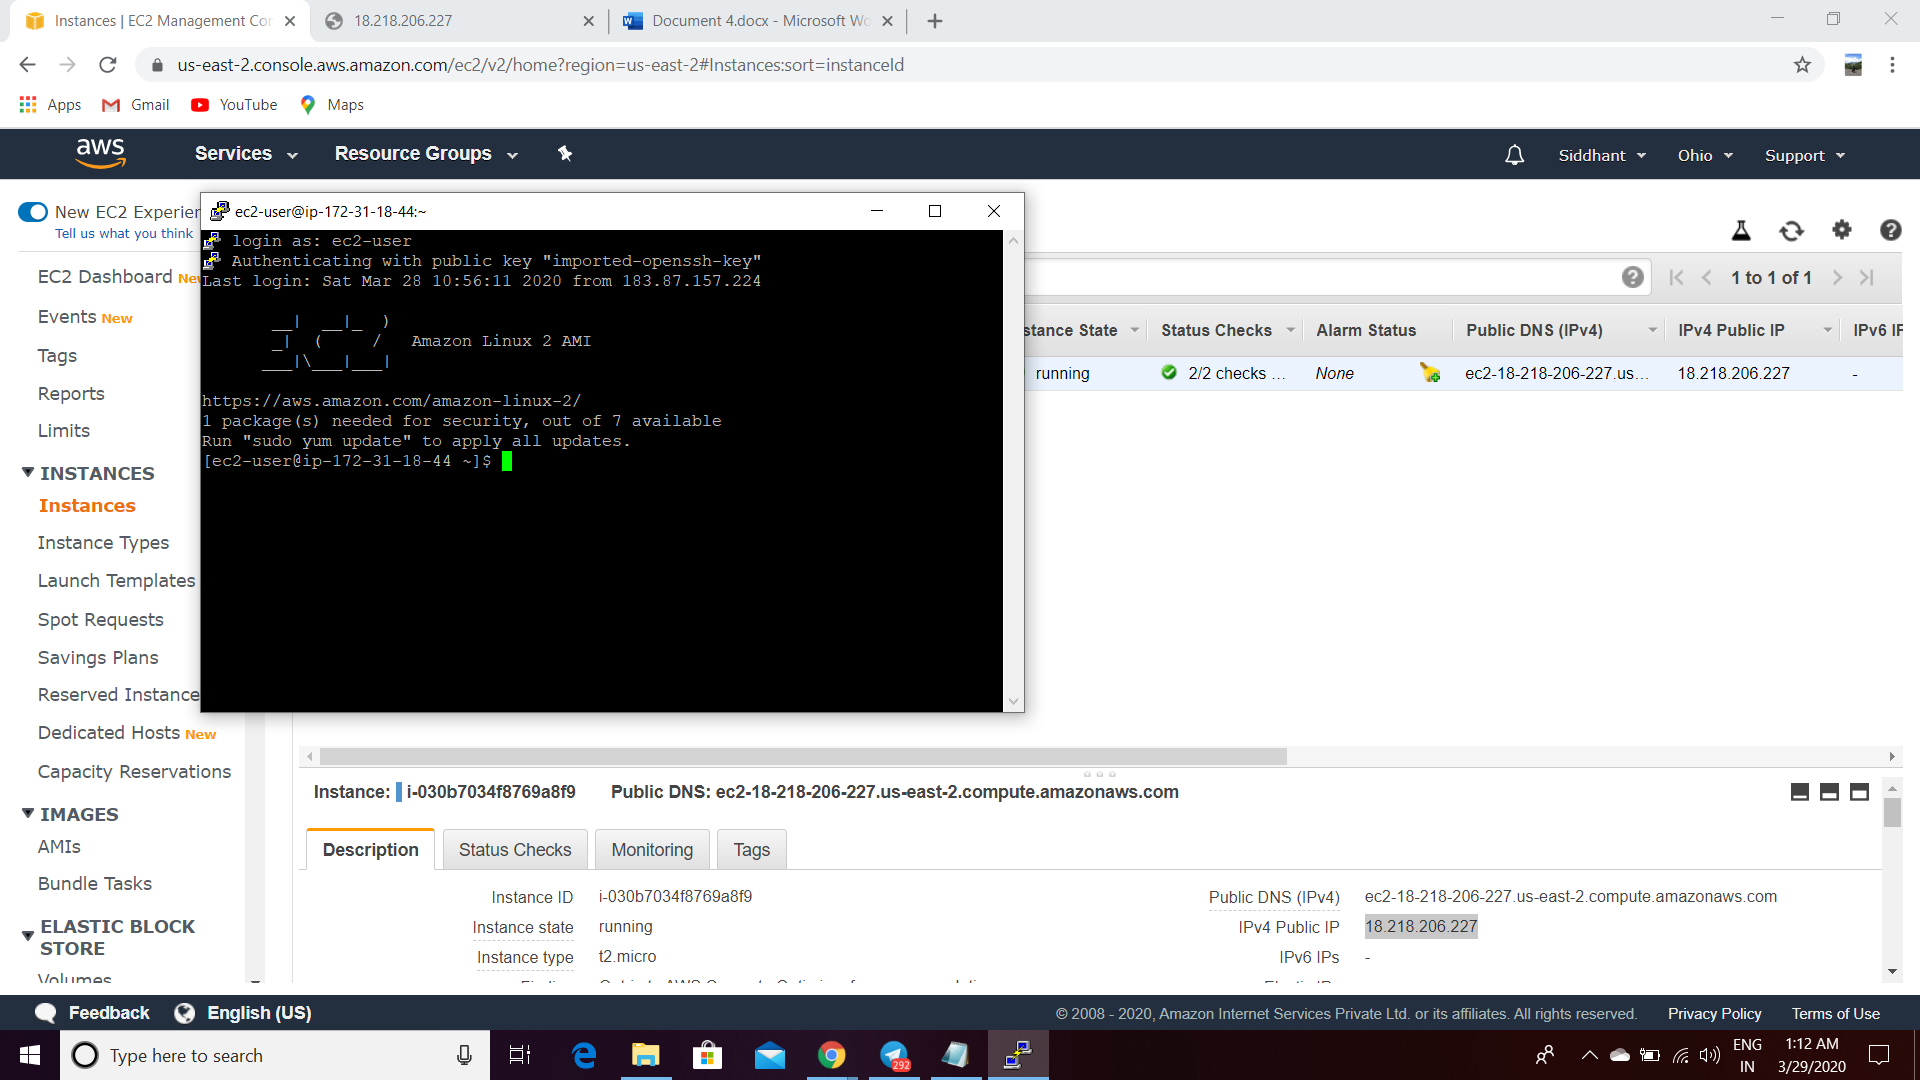 Instances | EC2 Management Con
18.218.206.227
Document 4.docx - Microsoft Wo
us-east-2.console.aws.amazon.com/ec2/v2/home?region=us-east-2#Instances:sort=instanceId
Apps Gmail YouTube Maps
aws Services Resource Groups Siddhant Ohio Support
New EC2 Experien
Tell us what you think
EC2 Dashboard New
Events New
Tags
Reports
Limits
INSTANCES
Instances
Instance Types
Launch Templates
Spot Requests
Savings Plans
Reserved Instance
Dedicated Hosts New
Capacity Reservations
IMAGES
AMIs
Bundle Tasks
ELASTIC BLOCK
STORE
Volumes
ec2-user@ip-172-31-18-44:~
login as: ec2-user
Authenticating with public key "imported-openssh-key"
Last login: Sat Mar 28 10:56:11 2020 from 183.87.157.224
__| __|_ )
_| ( / Amazon Linux 2 AMI
___|\___|___|
https://aws.amazon.com/amazon-linux-2/
1 package(s) needed for security, out of 7 available
Run "sudo yum update" to apply all updates.
[ec2-user@ip-172-31-18-44 ~]$
1 to 1 of 1
stance State Status Checks Alarm Status Public DNS (IPv4) IPv4 Public IP IPv6 IP
running 2/2 checks ... None ec2-18-218-206-227.us... 18.218.206.227 -
Instance: i-030b7034f8769a8f9 Public DNS: ec2-18-218-206-227.us-east-2.compute.amazonaws.com
Description Status Checks Monitoring Tags
Instance ID i-030b7034f8769a8f9 Public DNS (IPv4) ec2-18-218-206-227.us-east-2.compute.amazonaws.com
Instance state running IPv4 Public IP 18.218.206.227
Instance type t2.micro IPv6 IPs -
Feedback English (US) © 2008 - 2020, Amazon Internet Services Private Ltd. or its affiliates. All rights reserved. Privacy Policy Terms of Use
Type here to search
292
ENG
IN
1:12 AM
3/29/2020